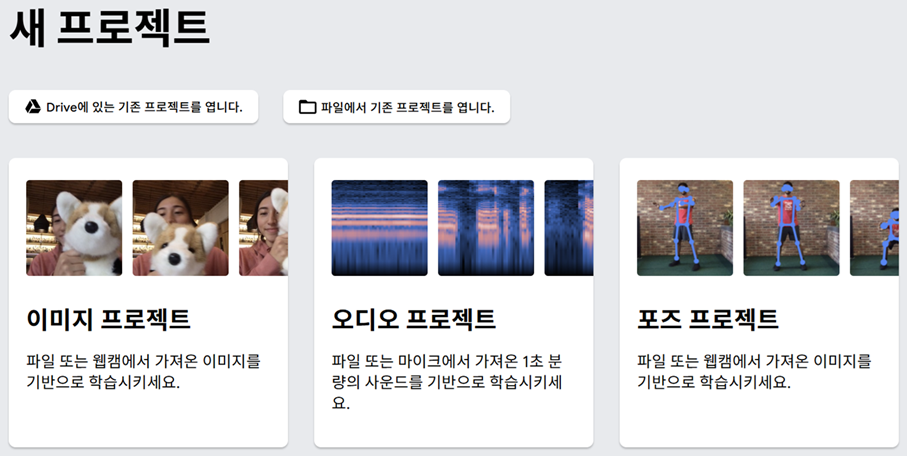 새 프로젝트
Drive에 있는 기존 프로젝트를 엽니다.
파일에서 기존 프로젝트를 엽니다.
이미지 프로젝트
파일 또는 웹캠에서 가져온 이미지를
기반으로 학습시키세요.
오디오 프로젝트
파일 또는 마이크에서 가져온 1초 분
량의 사운드를 기반으로 학습시키세
요.
포즈 프로젝트
파일 또는 웹캠에서 가져온 이미지를
기반으로 학습시키세요.